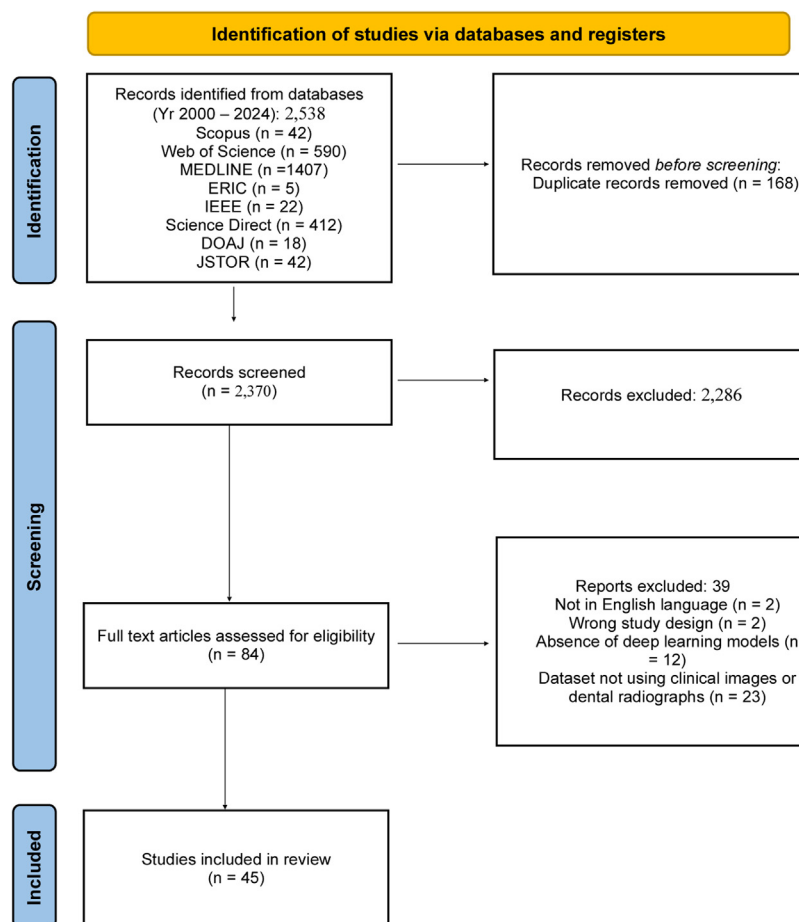 Identification of studies via databases and registers
Identification
Records identified from databases
(Yr 2000 – 2024): 2,538
Scopus (n = 42)
Web of Science (n = 590)
MEDLINE (n =1407)
ERIC (n = 5)
IEEE (n = 22)
Science Direct (n = 412)
DOAJ (n = 18)
JSTOR (n = 42)
Records removed before screening:
Duplicate records removed (n = 168)
Screening
Records screened
(n = 2,370)
Records excluded: 2,286
Full text articles assessed for eligibility
(n = 84)
Reports excluded: 39
Not in English language (n = 2)
Wrong study design (n = 2)
Absence of deep learning models (n
= 12)
Dataset not using clinical images or
dental radiographs (n = 23)
Included
Studies included in review
(n = 45)